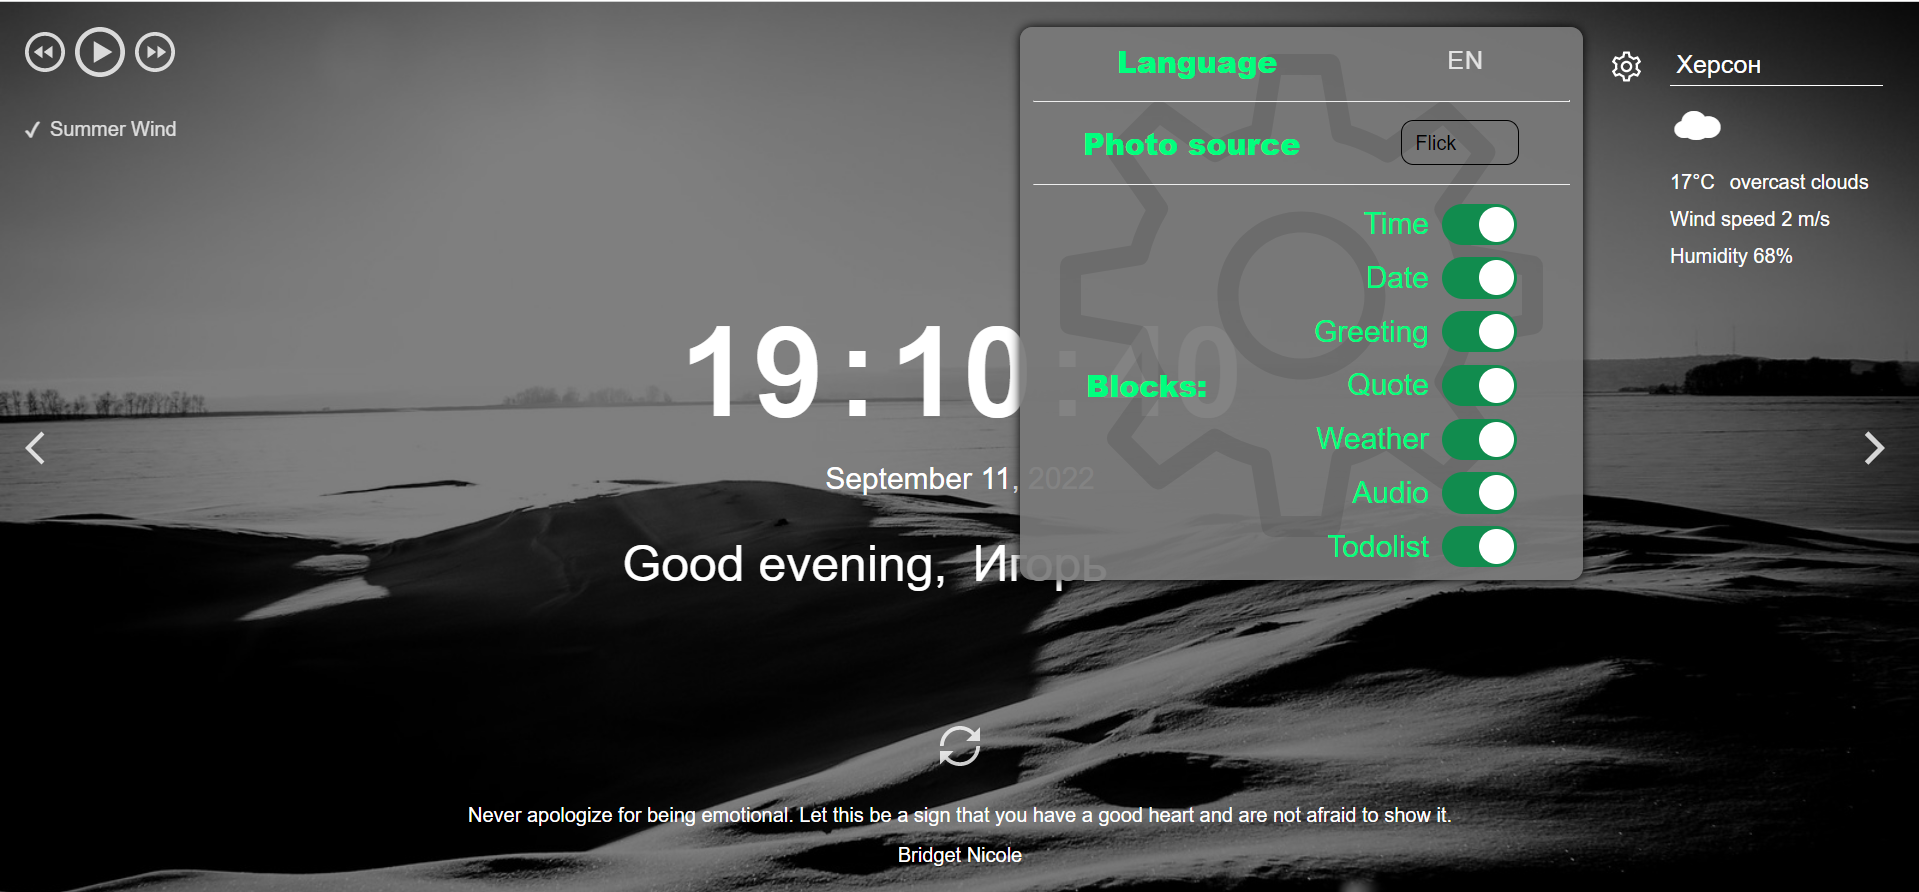 Summer Wind
Language EN
Photo source Flick
Time
Date
Greeting
Blocks:
Quote
Weather
Audio
Todolist
Херсон
17°C overcast clouds
Wind speed 2 m/s
Humidity 68%
19:10:40
September 11, 2022
Good evening, Игорь
Never apologize for being emotional. Let this be a sign that you have a good heart and are not afraid to show it.
Bridget Nicole